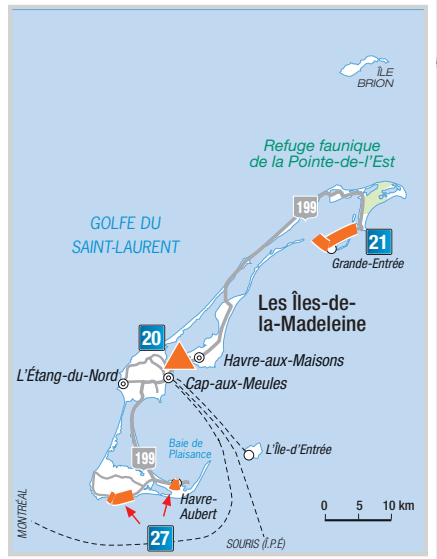 ÎLE
BRION
Refuge faunique
de la Pointe-de-l'Est
199
GOLFE DU
SAINT-LAURENT
21
Grande-Entrée
Les Îles-de-
la-Madeleine
20
Havre-aux-Maisons
L'Étang-du-Nord
Cap-aux-Meules
Baie de
Plaisance
L'Île-d'Entrée
199
Havre-
Aubert
0 5 10 km
MONTRÉAL
27
SOURIS (Î.P.É)